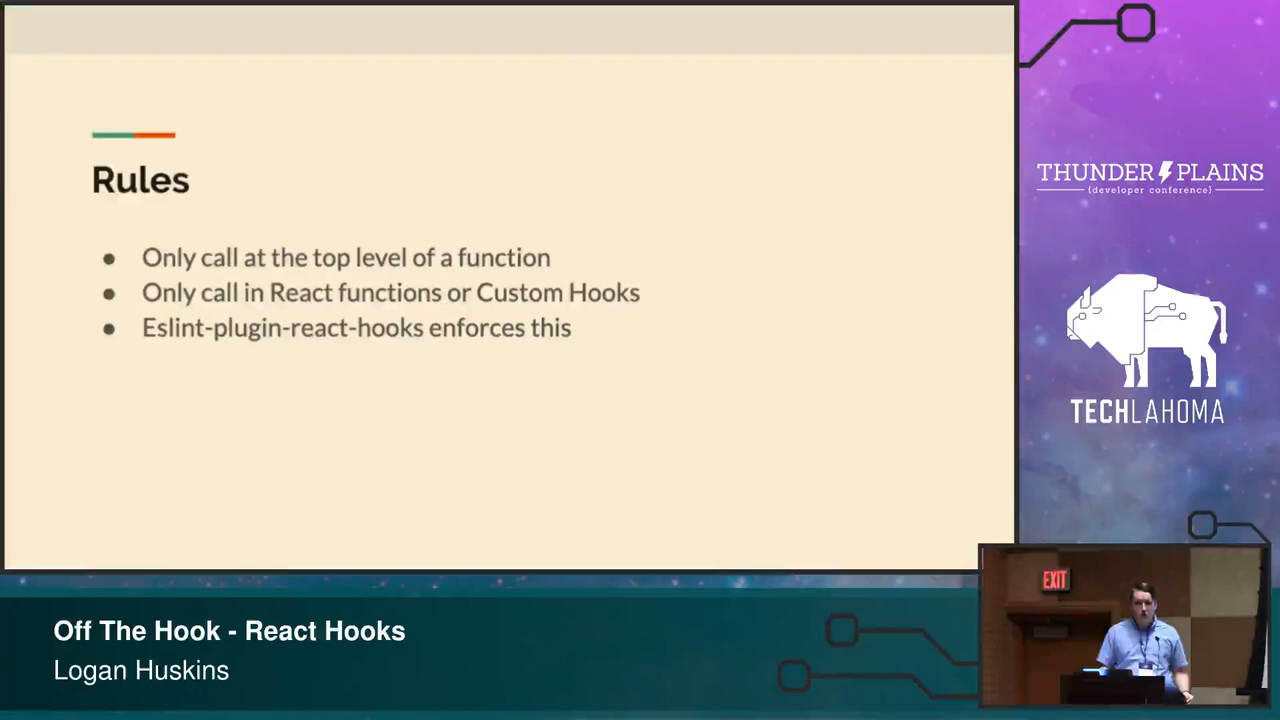 Rules
● Only call at the top level of a function
● Only call in React functions or Custom Hooks
● Eslint-plugin-react-hooks enforces this
THUNDER PLAINS
{developer conference}
TECHLAHOMA
EXIT
Off The Hook - React Hooks
Logan Huskins